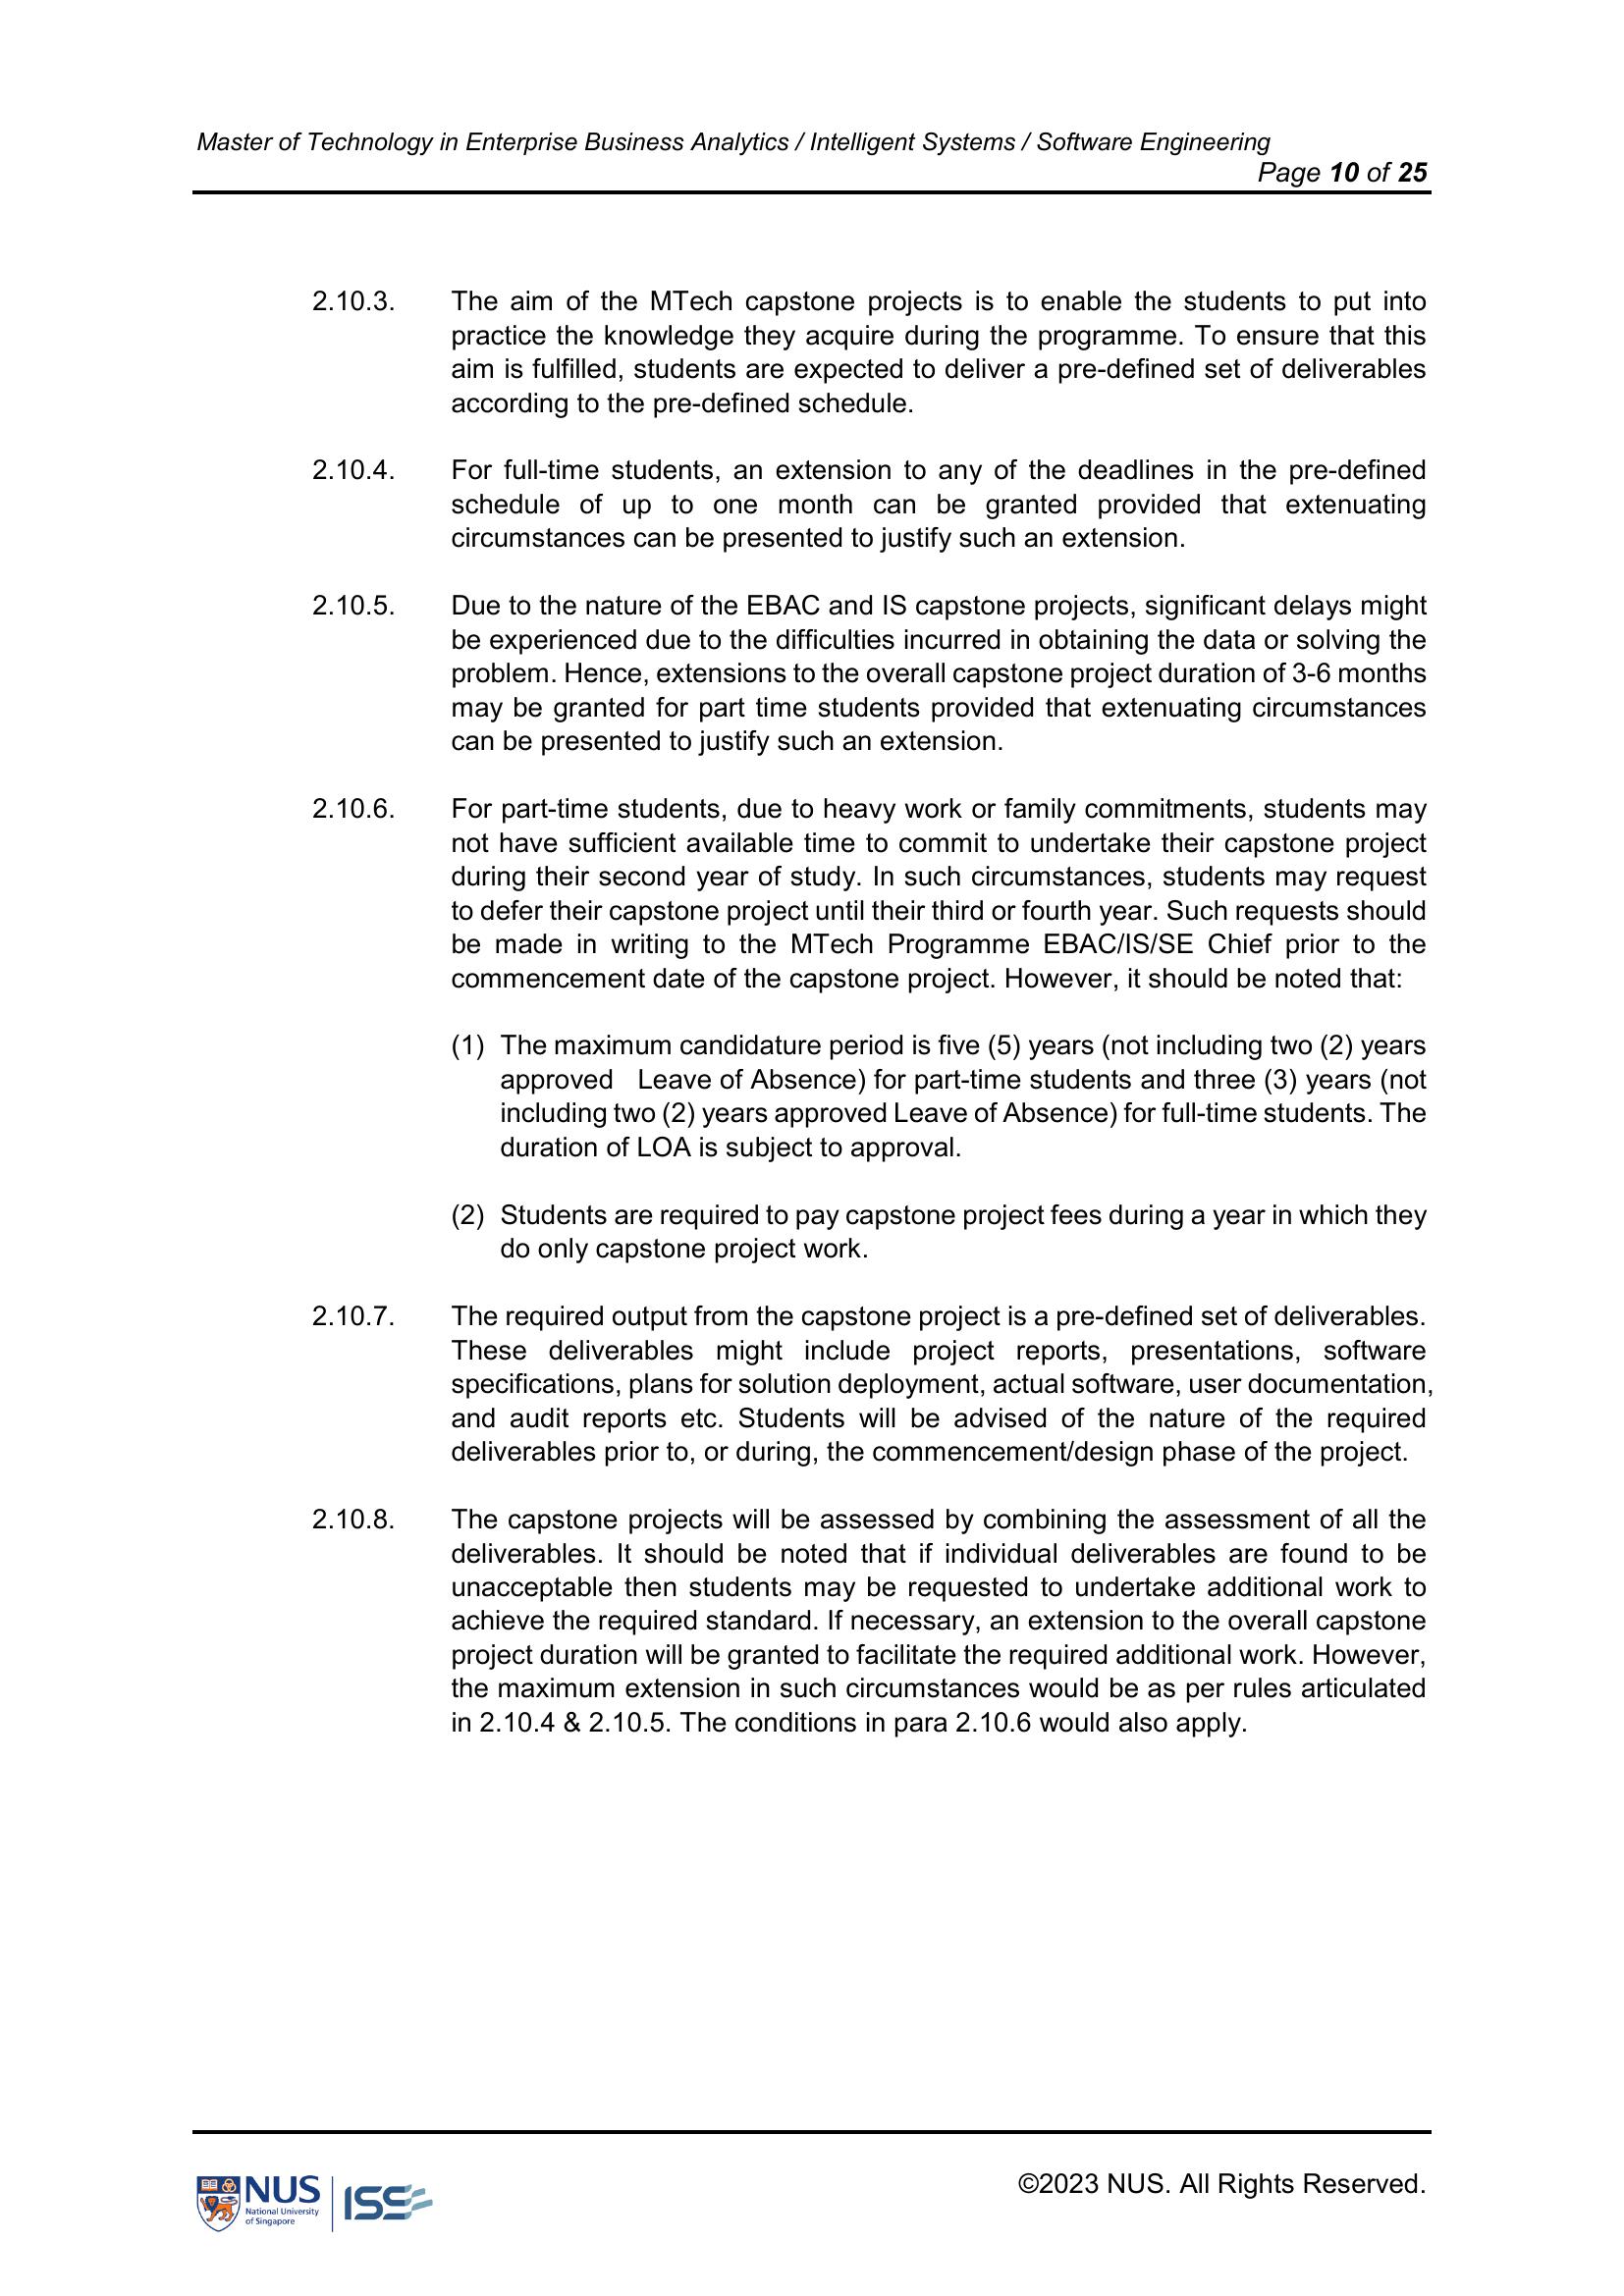 Master of Technology in Enterprise Business Analytics / Intelligent Systems / Software Engineering
Page 10 of 25
2.10.3. The aim of the MTech capstone projects is to enable the students to put into
practice the knowledge they acquire during the programme. To ensure that this
aim is fulfilled, students are expected to deliver a pre-defined set of deliverables
according to the pre-defined schedule.
2.10.4. For full-time students, an extension to any of the deadlines in the pre-defined
schedule of up to one month can be granted provided that extenuating
circumstances can be presented to justify such an extension.
2.10.5. Due to the nature of the EBAC and IS capstone projects, significant delays might
be experienced due to the difficulties incurred in obtaining the data or solving the
problem. Hence, extensions to the overall capstone project duration of 3-6 months
may be granted for part time students provided that extenuating circumstances
can be presented to justify such an extension.
2.10.6. For part-time students, due to heavy work or family commitments, students may
not have sufficient available time to commit to undertake their capstone project
during their second year of study. In such circumstances, students may request
to defer their capstone project until their third or fourth year. Such requests should
be made in writing to the MTech Programme EBAC/IS/SE Chief prior to the
commencement date of the capstone project. However, it should be noted that:
(1) The maximum candidature period is five (5) years (not including two (2) years
approved Leave of Absence) for part-time students and three (3) years (not
including two (2) years approved Leave of Absence) for full-time students. The
duration of LOA is subject to approval.
(2) Students are required to pay capstone project fees during a year in which they
do only capstone project work.
2.10.7. The required output from the capstone project is a pre-defined set of deliverables.
These deliverables might include project reports, presentations, software
specifications, plans for solution deployment, actual software, user documentation,
and audit reports etc. Students will be advised of the nature of the required
deliverables prior to, or during, the commencement/design phase of the project.
2.10.8. The capstone projects will be assessed by combining the assessment of all the
deliverables. It should be noted that if individual deliverables are found to be
unacceptable then students may be requested to undertake additional work to
achieve the required standard. If necessary, an extension to the overall capstone
project duration will be granted to facilitate the required additional work. However,
the maximum extension in such circumstances would be as per rules articulated
in 2.10.4 & 2.10.5. The conditions in para 2.10.6 would also apply.
©2023 NUS. All Rights Reserved.
NUS
National University
of Singapore
ISS